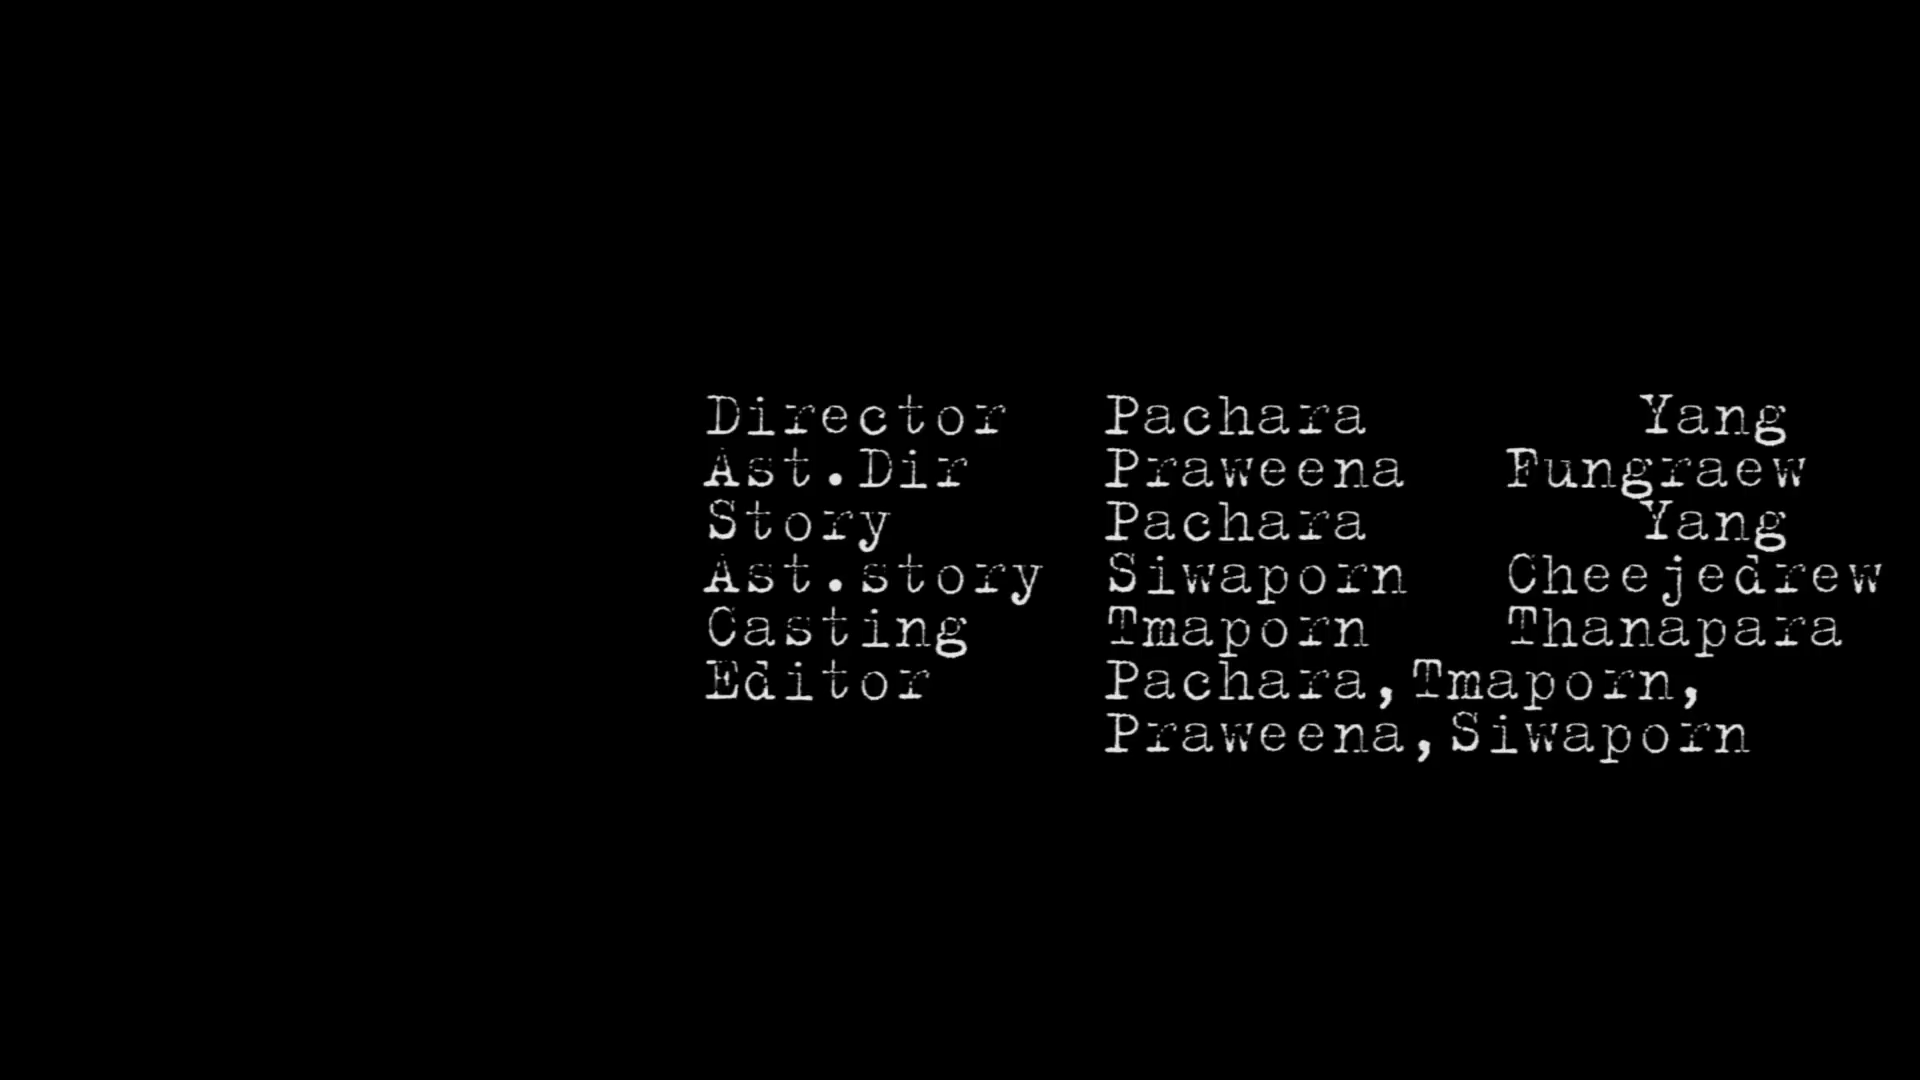 Director Pachara Yang
Ast.Dir Praweena Fungraew
Story Pachara Yang
Ast.story Siwaporn Cheejedrew
Casting Tmaporn Thanapara
Editor Pachara,Tmaporn,
Praweena,Siwaporn